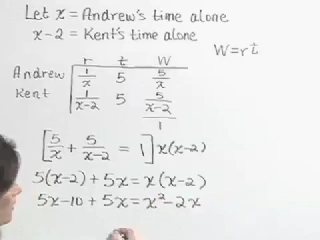 Let x = Andrew's time alone
x-2 = Kent's time alone
W=rt
r t W
Andrew 1/x 5 5/x
Kent 1/(x-2) 5 5/(x-2)
1
[5/x + 5/(x-2) = 1] x(x-2)
5(x-2) + 5x = x(x-2)
5x-10 + 5x = x²-2x